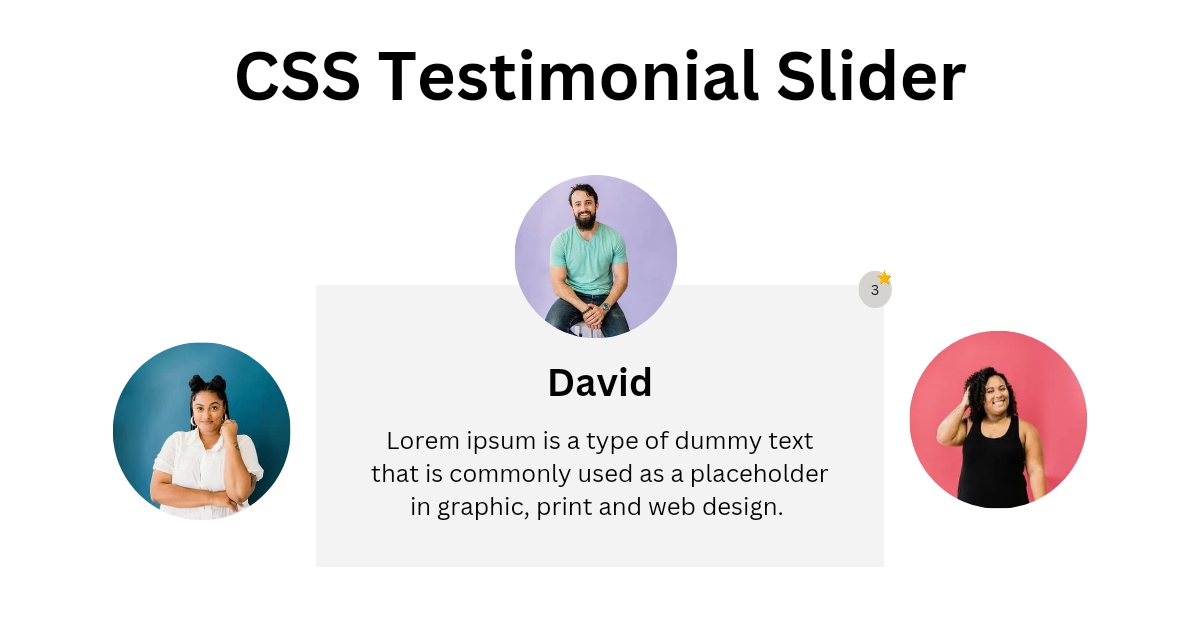 CSS Testimonial Slider
3
David
Lorem ipsum is a type of dummy text
that is commonly used as a placeholder
in graphic, print and web design.